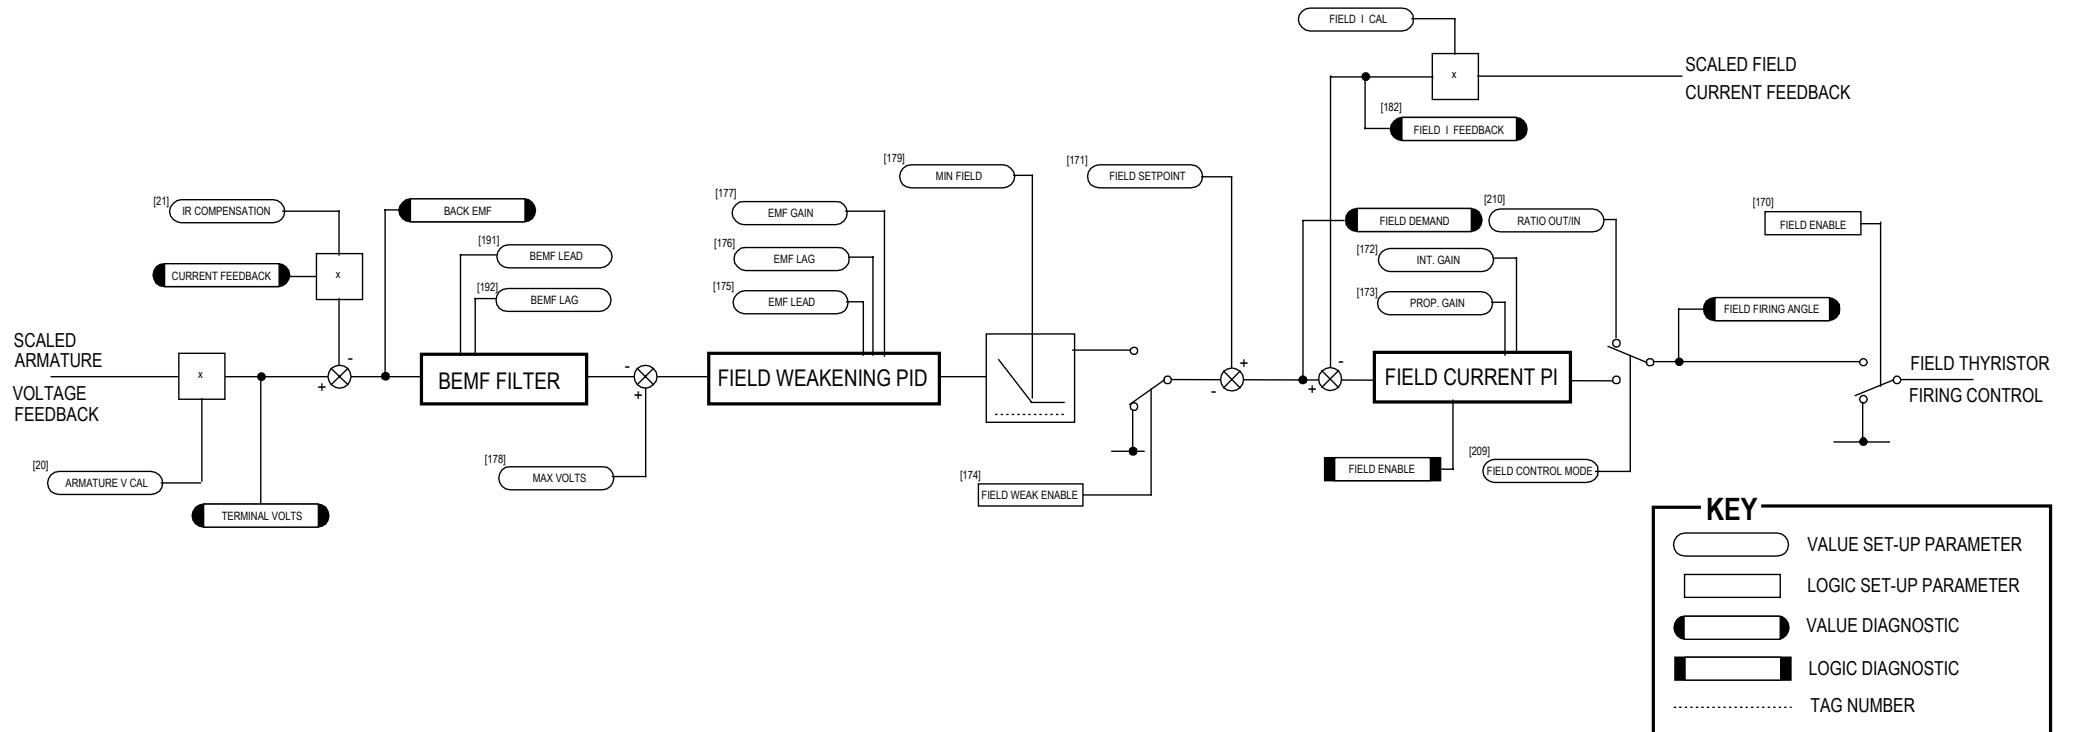 FIELD I CAL
x
SCALED FIELD
CURRENT FEEDBACK
[182]
FIELD I FEEDBACK
[179]
MIN FIELD
[171]
FIELD SETPOINT
[21]
IR COMPENSATION
BACK EMF
[177]
EMF GAIN
FIELD DEMAND
[210]
RATIO OUT/IN
[170]
FIELD ENABLE
[191]
BEMF LEAD
[176]
EMF LAG
[172]
INT. GAIN
CURRENT FEEDBACK
x
[192]
BEMF LAG
[175]
EMF LEAD
[173]
PROP. GAIN
FIELD FIRING ANGLE
SCALED
ARMATURE
VOLTAGE
FEEDBACK
x
-
+
BEMF FILTER
-
+
FIELD WEAKENING PID
+
-
-
+
FIELD CURRENT PI
FIELD THYRISTOR
FIRING CONTROL
[20]
ARMATURE V CAL
TERMINAL VOLTS
[178]
MAX VOLTS
[174]
FIELD WEAK ENABLE
FIELD ENABLE
[209]
FIELD CONTROL MODE
KEY
VALUE SET-UP PARAMETER
LOGIC SET-UP PARAMETER
VALUE DIAGNOSTIC
LOGIC DIAGNOSTIC
TAG NUMBER